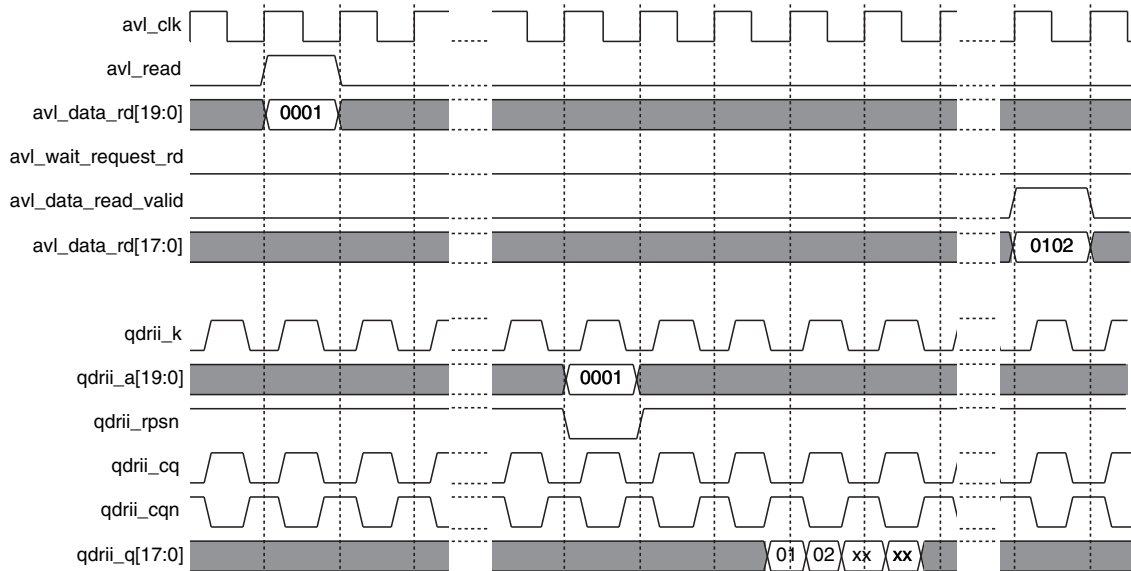 avl_clk
avl_read
avl_data_rd[19:0] 0001
avl_wait_request_rd
avl_data_read_valid
avl_data_rd[17:0] 0102
qdrii_k
qdrii_a[19:0] 0001
qdrii_rpsn
qdrii_cq
qdrii_cqn
qdrii_q[17:0] 01 02 xx xx